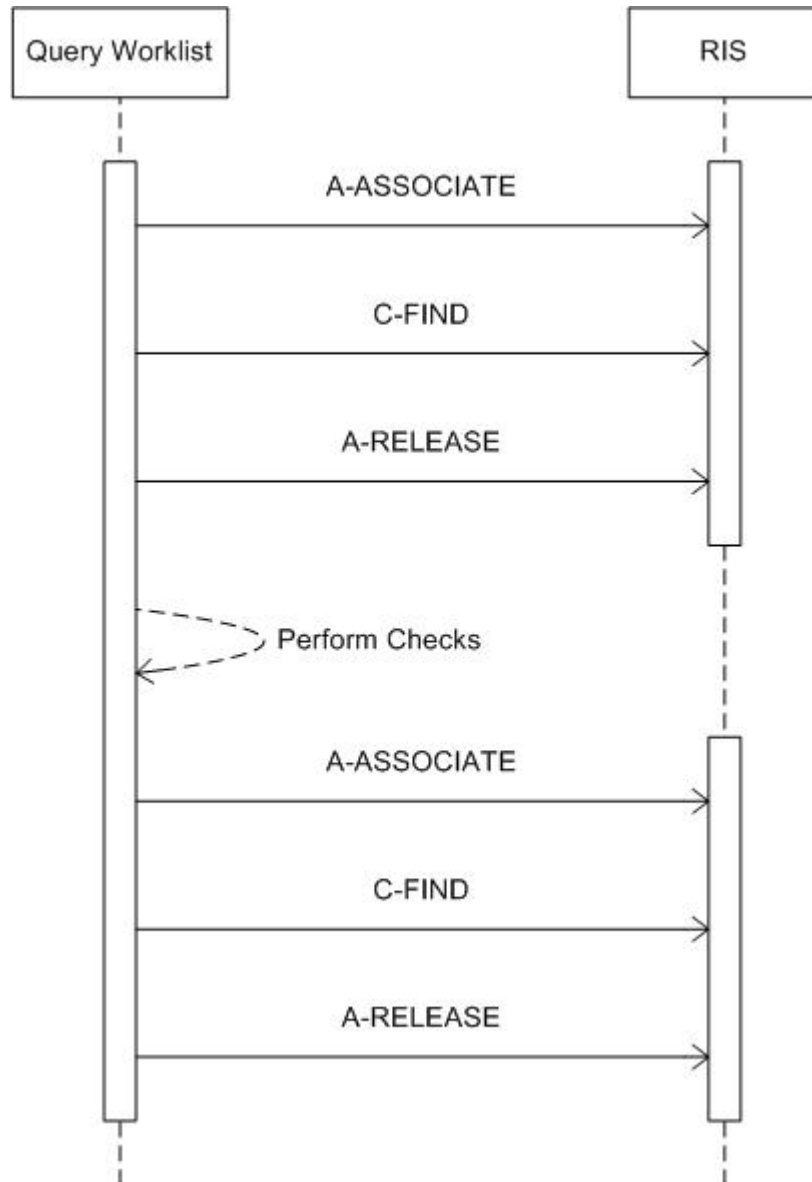 Query Worklist
RIS
A-ASSOCIATE
C-FIND
A-RELEASE
Perform Checks
A-ASSOCIATE
C-FIND
A-RELEASE